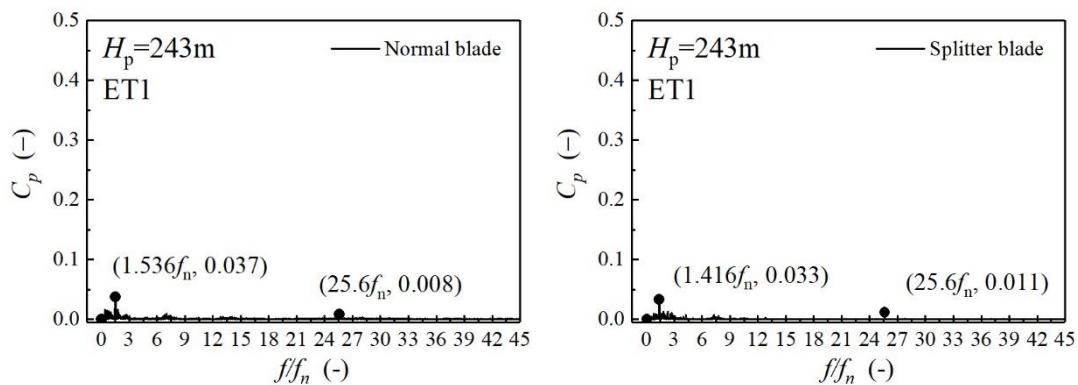 0.5
0.4
0.3
0.2
0.1
0.0
C_p (–)
H_p=243m
ET1
Normal blade
(1.536f_n, 0.037)
(25.6f_n, 0.008)
0 3 6 9 12 15 18 21 24 27 30 33 36 39 42 45
f/f_n (-)
0.5
0.4
0.3
0.2
0.1
0.0
C_p (–)
H_p=243m
ET1
Splitter blade
(1.416f_n, 0.033)
(25.6f_n, 0.011)
0 3 6 9 12 15 18 21 24 27 30 33 36 39 42 45
f/f_n (-)